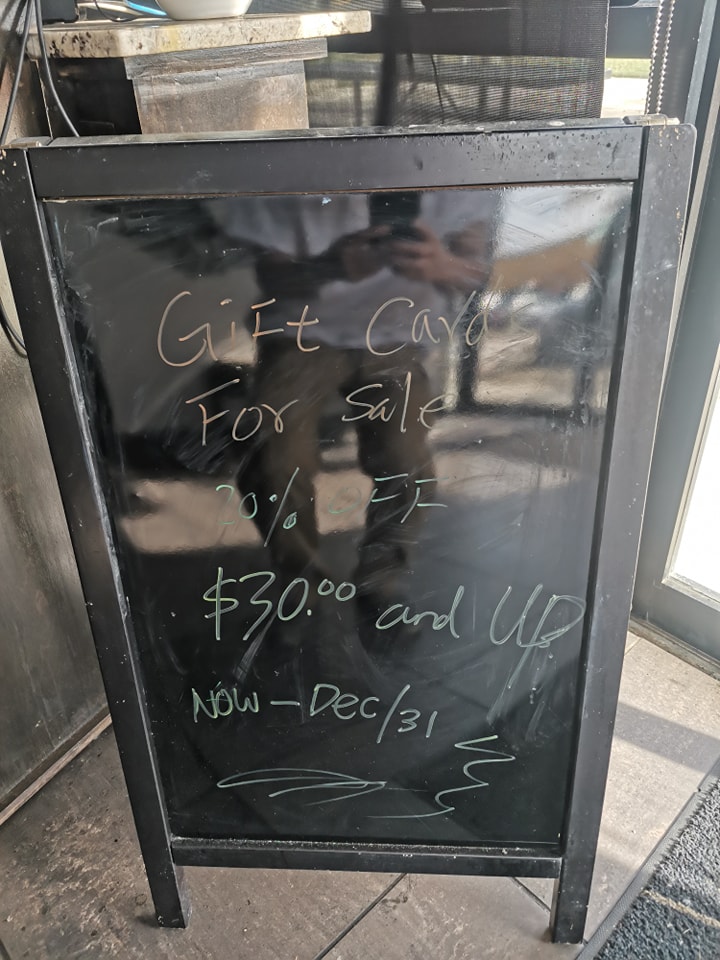 Gift Cards
For Sale
20% OFF
$30.00 and UP
NOW - Dec/31